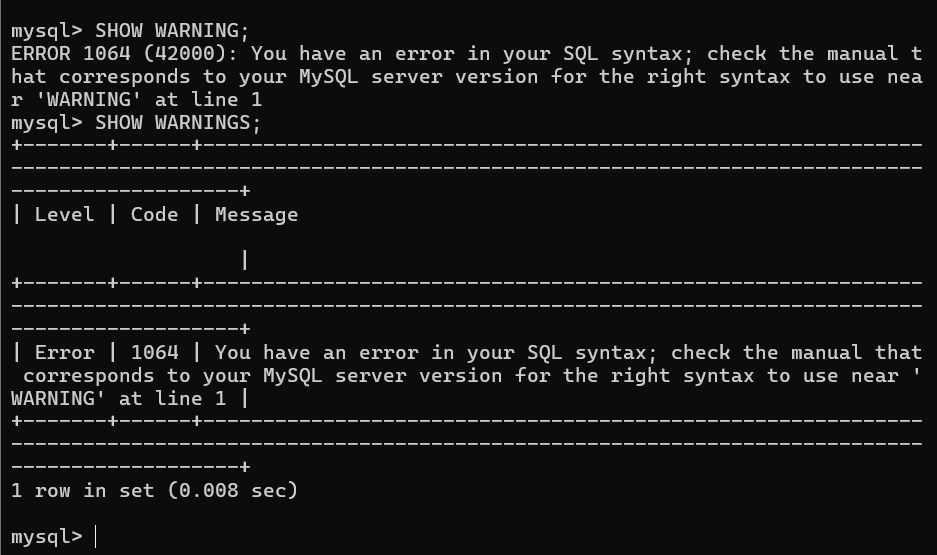 mysql> SHOW WARNING;
ERROR 1064 (42000): You have an error in your SQL syntax; check the manual t
hat corresponds to your MySQL server version for the right syntax to use nea
r 'WARNING' at line 1
mysql> SHOW WARNINGS;
+-------+------+------------------------------------------------------------
----------------------------------------------------------------------------
-------------------+
| Level | Code | Message

                   |
+-------+------+------------------------------------------------------------
----------------------------------------------------------------------------
-------------------+
| Error | 1064 | You have an error in your SQL syntax; check the manual that
 corresponds to your MySQL server version for the right syntax to use near '
WARNING' at line 1 |
+-------+------+------------------------------------------------------------
----------------------------------------------------------------------------
-------------------+
1 row in set (0.008 sec)

mysql>